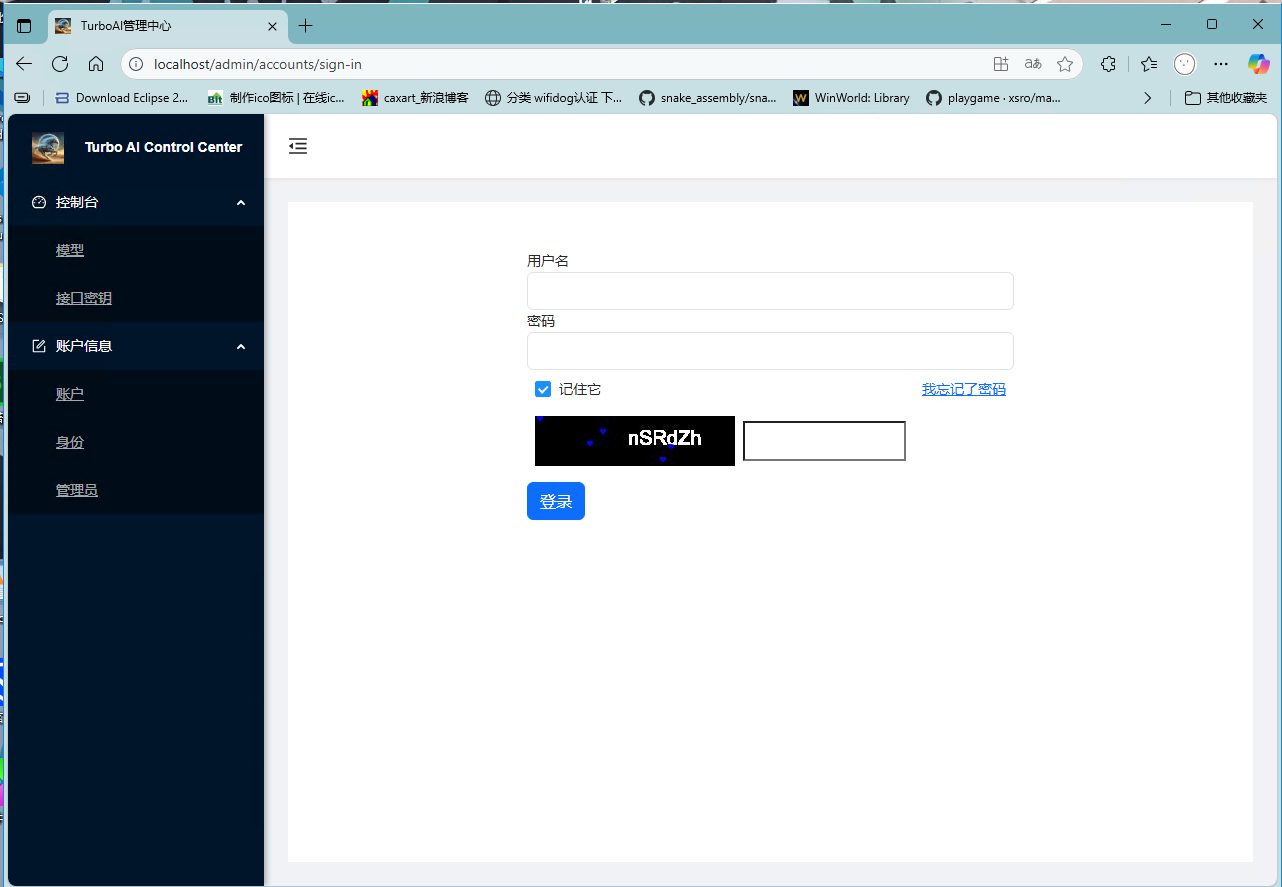 TurboAI管理中心
localhost/admin/accounts/sign-in
Download Eclipse 2...
制作ico图标 | 在线ic...
caxart_新浪博客
分类 wifidog认证 下...
snake_assembly/sna...
WinWorld: Library
playgame · xsro/ma...
其他收藏夹
Turbo AI Control Center
控制台
模型
接口密钥
账户信息
账户
身份
管理员
用户名
密码
记住它
我忘记了密码
nSRdZh
登录